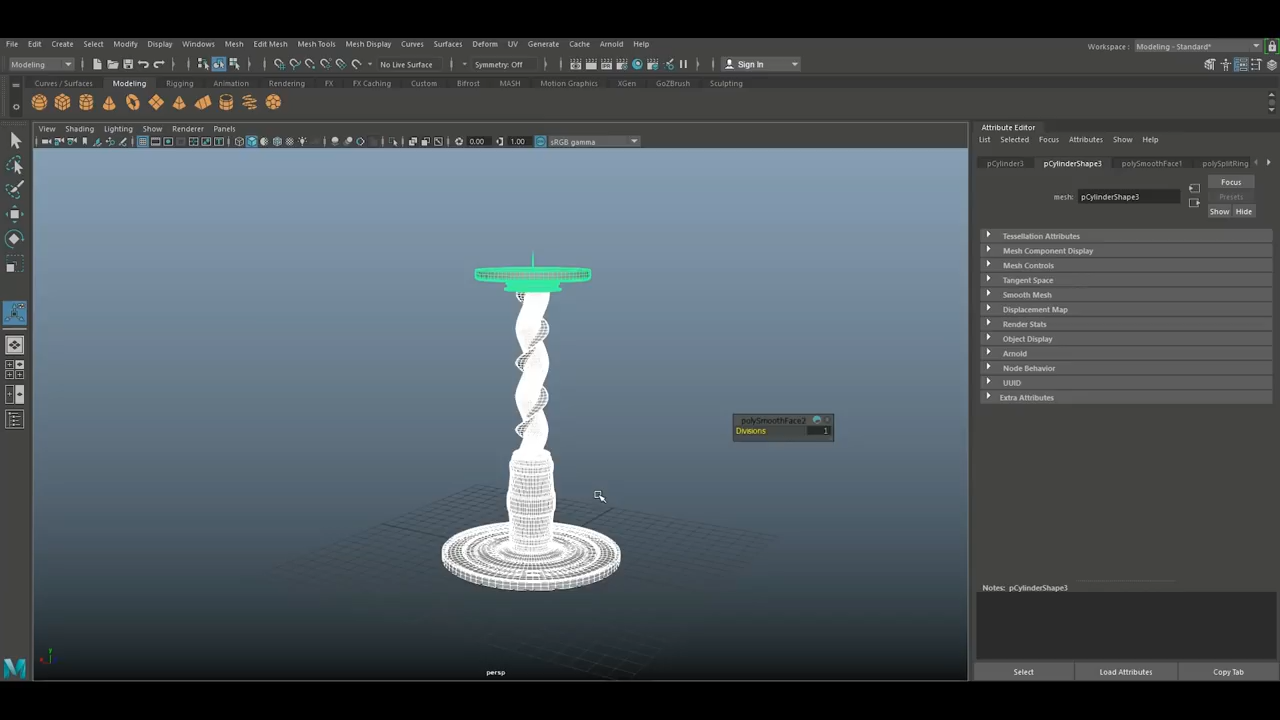 File Edit Create Select Modify Display Windows Mesh Edit Mesh Mesh Tools Mesh Display Curves Surfaces Deform UV Generate Cache Arnold Help
Workspace : Modeling - Standard*
Modeling No Live Surface Symmetry: Off Sign In
Curves / Surfaces Modeling Rigging Animation Rendering FX FX Caching Custom Bifrost MASH Motion Graphics XGen GoZBrush Sculpting
View Shading Lighting Show Renderer Panels
0.00 1.00 sRGB gamma
Attribute Editor
List Selected Focus Attributes Show Help
pCylinder3 pCylinderShape3 polySmoothFace1 polySplitRing
Focus
mesh: pCylinderShape3 Presets
Show Hide
Tessellation Attributes
Mesh Component Display
Mesh Controls
Tangent Space
Smooth Mesh
Displacement Map
Render Stats
Object Display
Arnold
Node Behavior
UUID
Extra Attributes
polySmoothFace2
Divisions 1
Notes: pCylinderShape3
Select Load Attributes Copy Tab
persp
y
x